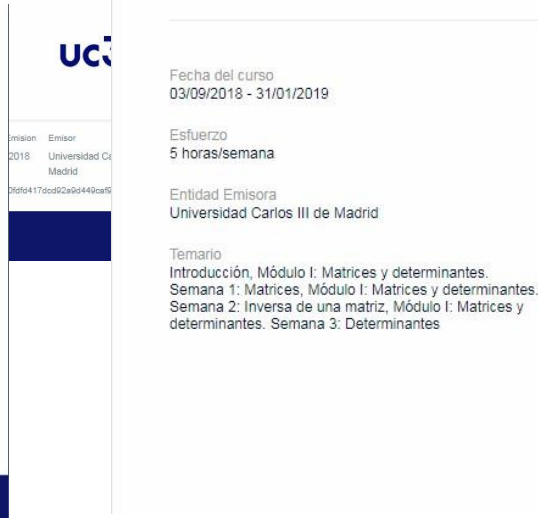 uc3
Emision Emisor
2018 Universidad Ca
Madrid
Fecha del curso
03/09/2018 - 31/01/2019
Esfuerzo
5 horas/semana
Entidad Emisora
Universidad Carlos III de Madrid
Temario
Introducción, Módulo I: Matrices y determinantes.
Semana 1: Matrices, Módulo I: Matrices y determinantes.
Semana 2: Inversa de una matriz, Módulo I: Matrices y
determinantes. Semana 3: Determinantes